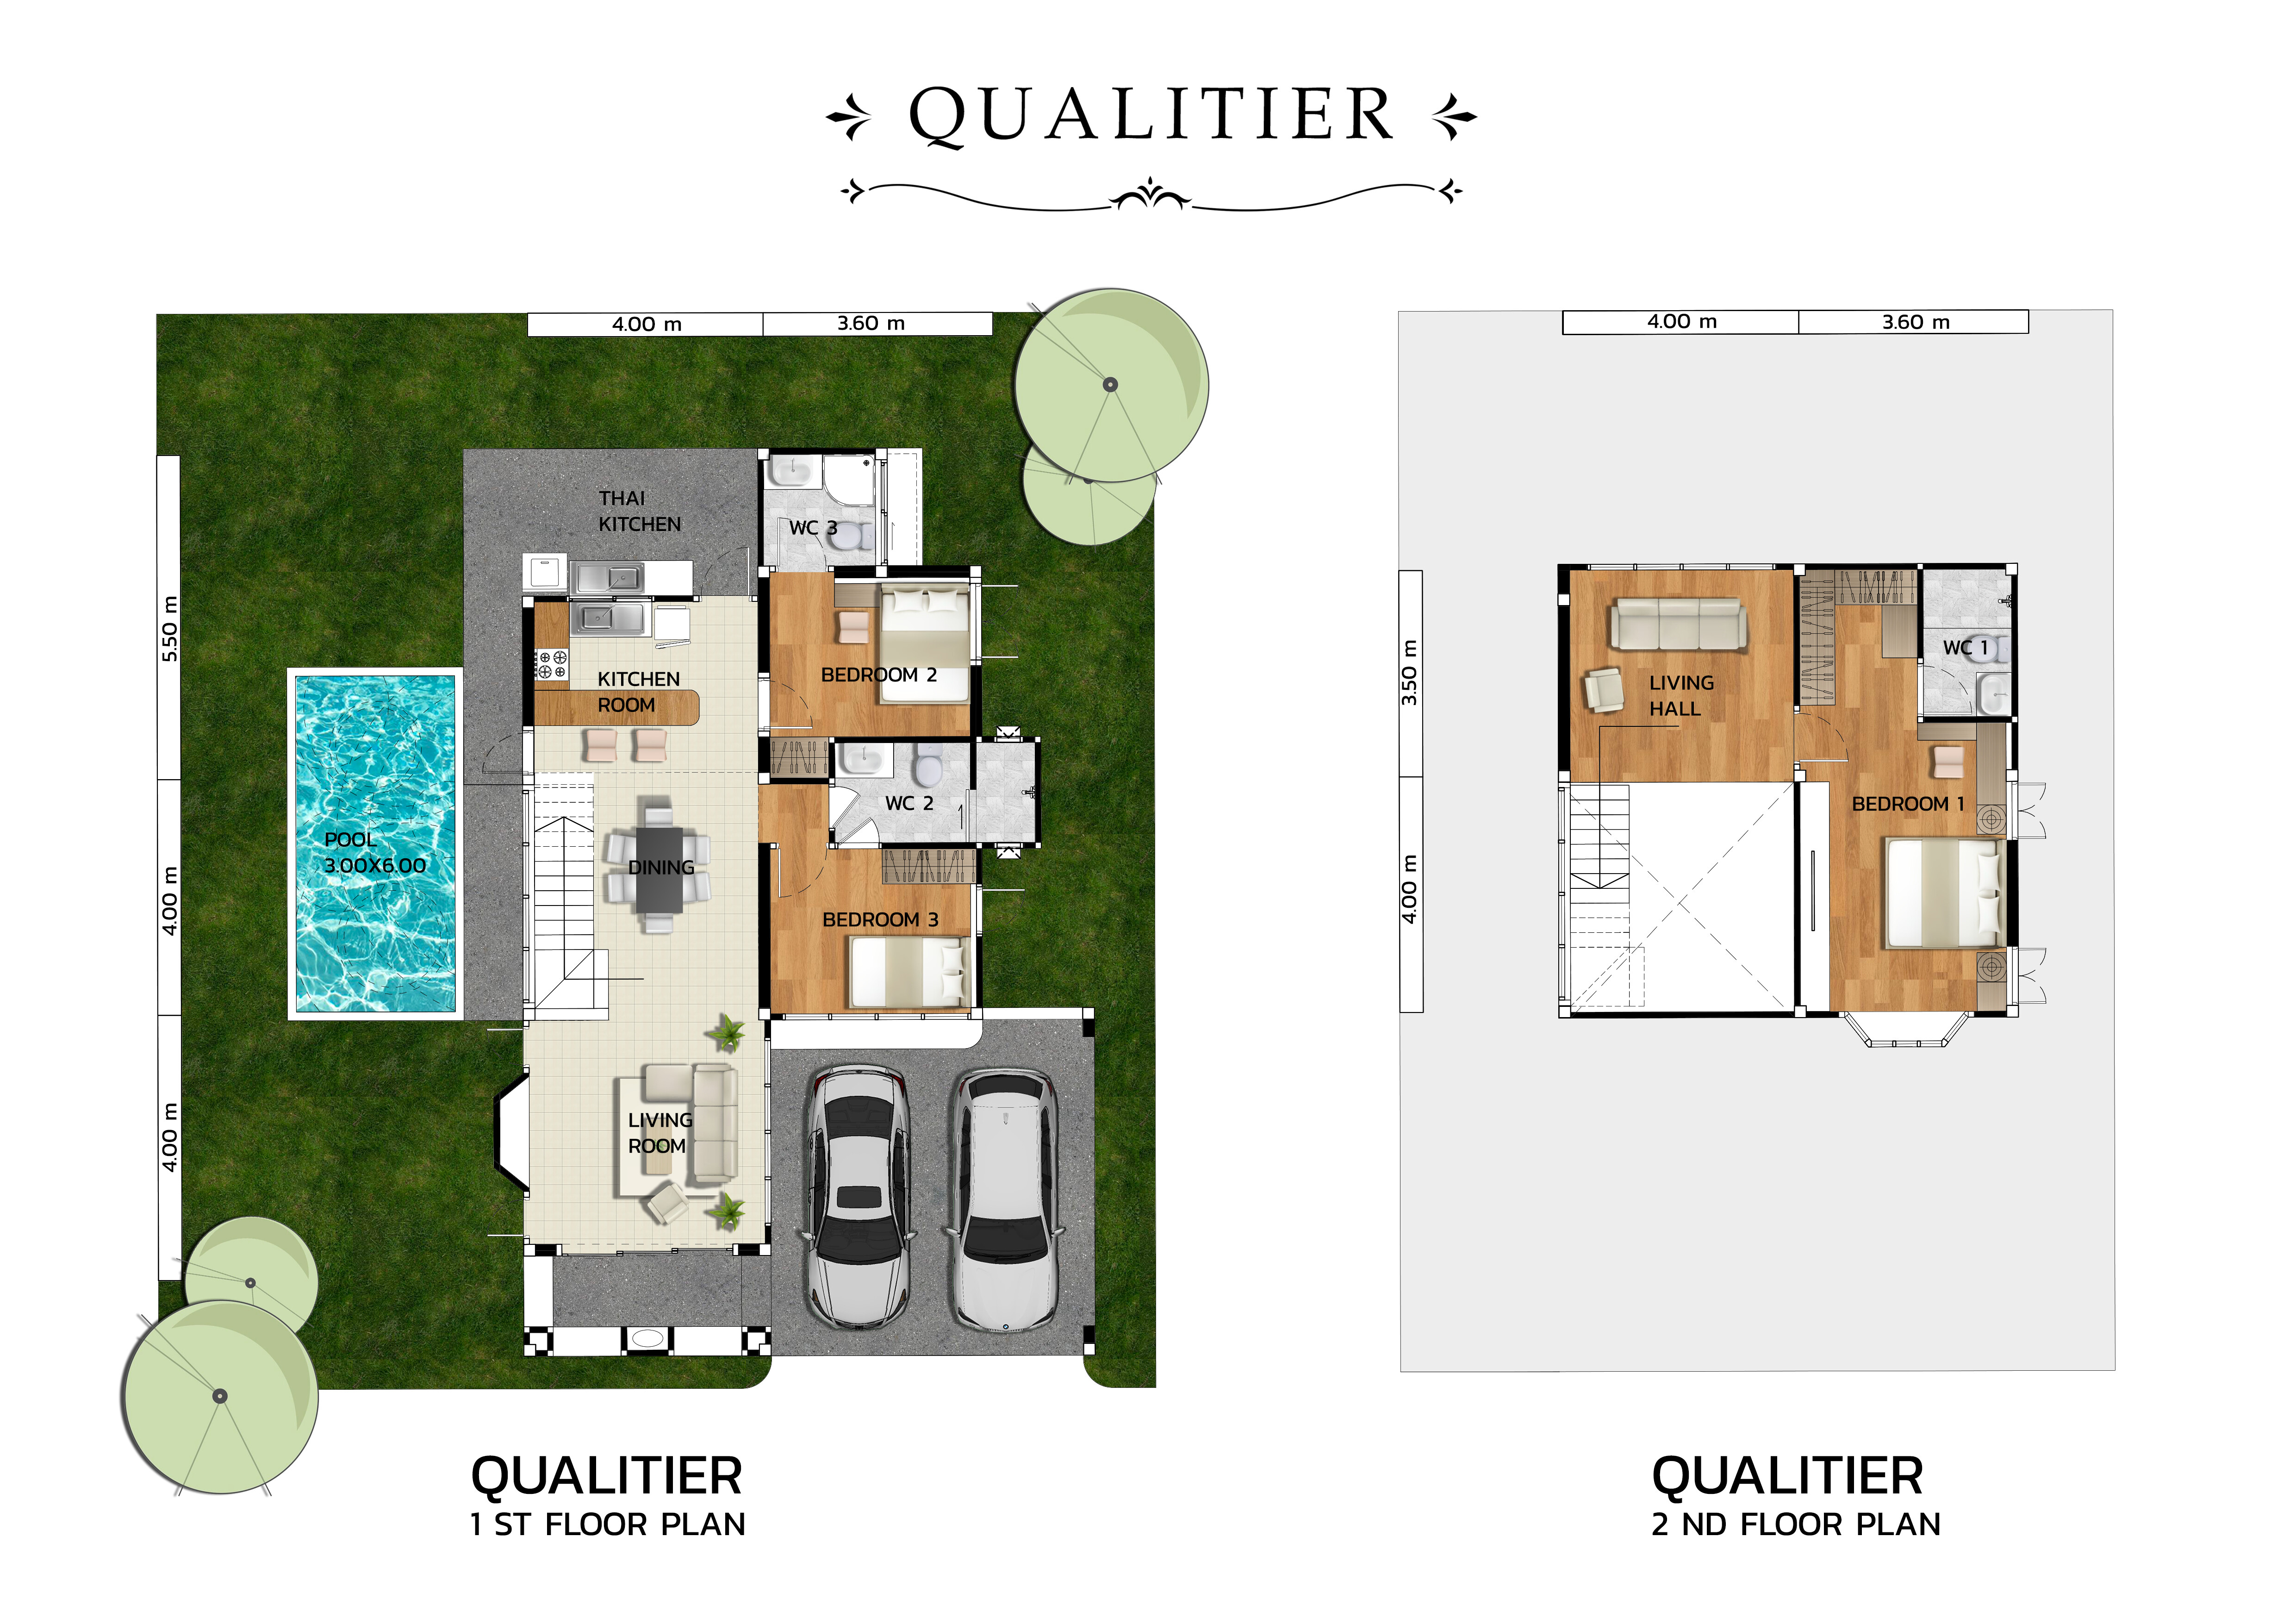 QUALITIER
4.00 m
3.60 m
5.50 m
4.00 m
4.00 m
THAI
KITCHEN
WC 3
KITCHEN
ROOM
BEDROOM 2
POOL
3.00X6.00
WC 2
DINING
BEDROOM 3
LIVING
ROOM
QUALITIER
1 ST FLOOR PLAN
4.00 m
3.60 m
3.50 m
4.00 m
LIVING
HALL
WC 1
BEDROOM 1
QUALITIER
2 ND FLOOR PLAN